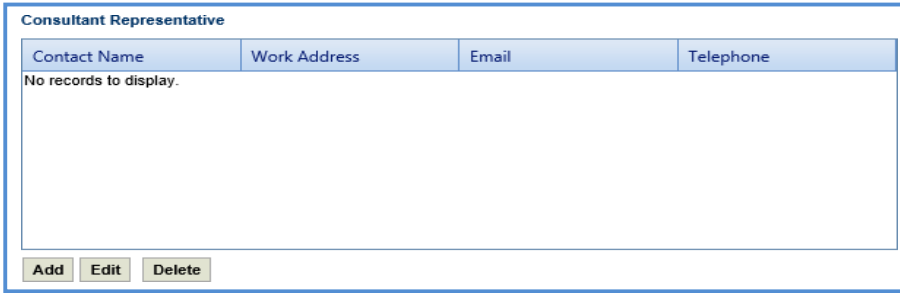 Consultant Representative
Contact Name Work Address Email Telephone
No records to display.
Add Edit Delete